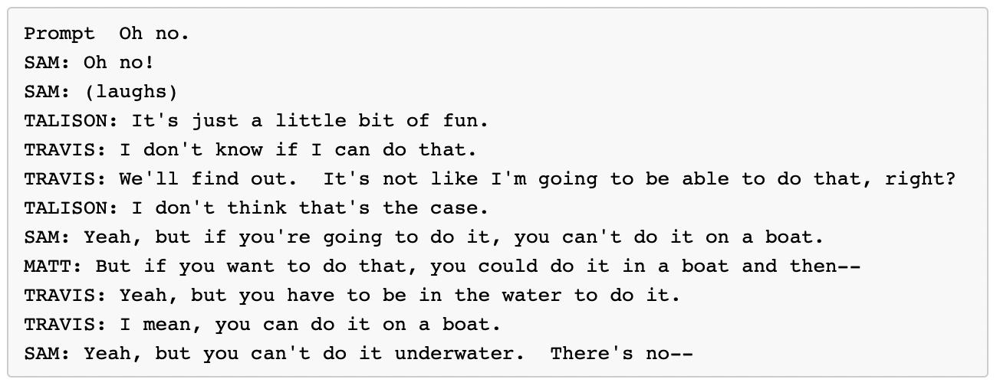 Prompt  Oh no.
SAM: Oh no!
SAM: (laughs)
TALISON: It's just a little bit of fun.
TRAVIS: I don't know if I can do that.
TRAVIS: We'll find out.  It's not like I'm going to be able to do that, right?
TALISON: I don't think that's the case.
SAM: Yeah, but if you're going to do it, you can't do it on a boat.
MATT: But if you want to do that, you could do it in a boat and then--
TRAVIS: Yeah, but you have to be in the water to do it.
TRAVIS: I mean, you can do it on a boat.
SAM: Yeah, but you can't do it underwater.  There's no--